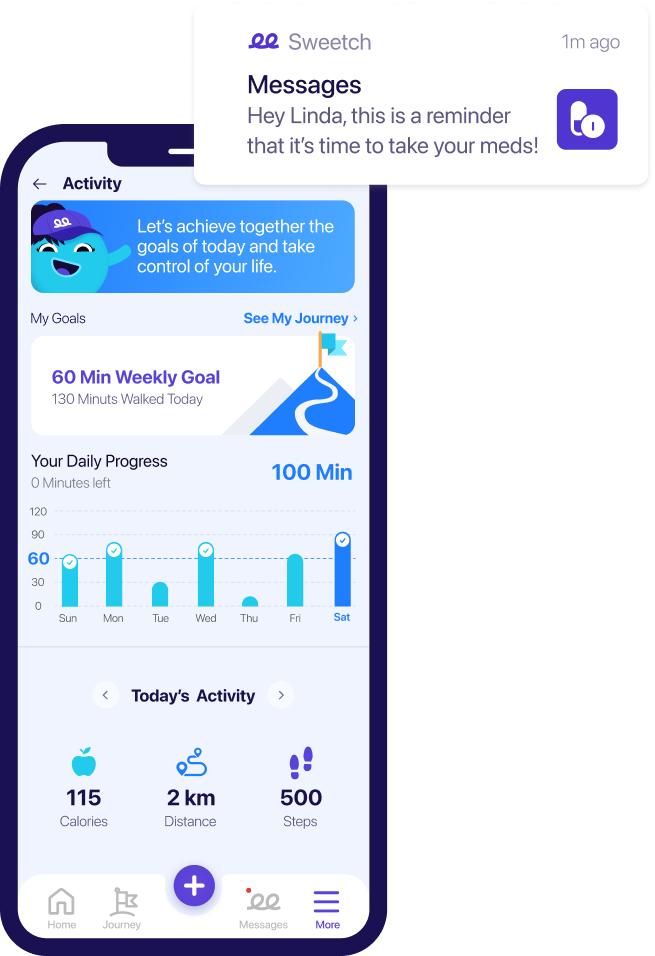 Sweetch
1m ago
Messages
Hey Linda, this is a reminder
that it's time to take your meds!
Activity
Let's achieve together the
goals of today and take
control of your life.
My Goals
See My Journey ›
60 Min Weekly Goal
130 Minuts Walked Today
Your Daily Progress
100 Min
0 Minutes left
120
90
60
30
0
Sun Mon Tue Wed Thu Fri Sat
Today's Activity
115 2 km 500
Calories Distance Steps
Home Journey Messages More